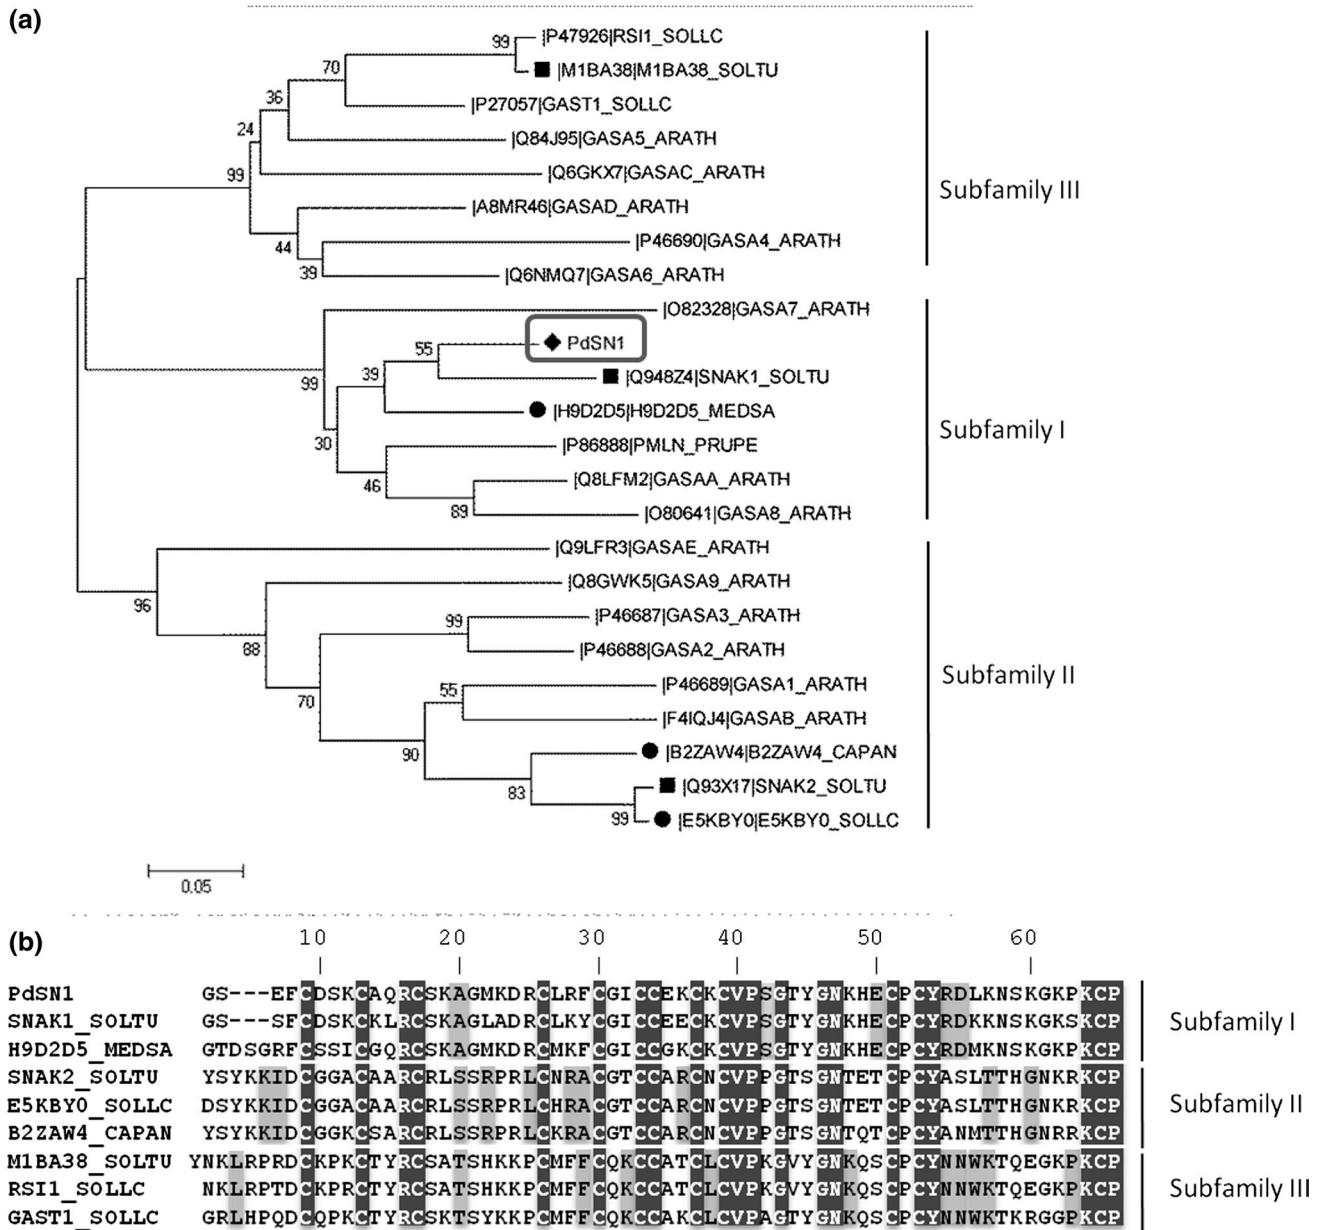 (a)
99
|P47926|RSI1_SOLLC
|M1BA38|M1BA38_SOLTU
70
|P27057|GAST1_SOLLC
36
|Q84J95|GASA5_ARATH
24
|Q6GKX7|GASAC_ARATH
99
|A8MR46|GASAD_ARATH
44
|P46690|GASA4_ARATH
39
|Q6NMQ7|GASA6_ARATH
Subfamily III
|O82328|GASA7_ARATH
PdSN1
55
|Q948Z4|SNAK1_SOLTU
39
99
|H9D2D5|H9D2D5_MEDSA
30
|P86888|PMLN_PRUPE
46
|Q8LFM2|GASAA_ARATH
89
|O80641|GASA8_ARATH
Subfamily I
|Q9LFR3|GASAE_ARATH
96
|Q8GWK5|GASA9_ARATH
88
99
|P46687|GASA3_ARATH
|P46688|GASA2_ARATH
70
55
|P46689|GASA1_ARATH
|F4IQJ4|GASAB_ARATH
90
|B2ZAW4|B2ZAW4_CAPAN
83
|Q93X17|SNAK2_SOLTU
99
|E5KBY0|E5KBY0_SOLLC
Subfamily II
0.05
(b)
10 20 30 40 50 60
PdSN1 GS---EFCDSKCAQRCSKAGMKDRCLRFCGICCEKCKCVPSGTYGNKHECPCYRDLKNSKGKPKCP
SNAK1_SOLTU GS---SFCDSKCKLRCSKAGLADRCLKYCGICCEECKCVPSGTYGNKHECPCYRDKKNSKGKSKCP
H9D2D5_MEDSA GTDSGRFCSSICGQRCSKAGMKDRCMKFCGICCGKCKCVPSGTYGNKHECPCYRDMKNSKGKPKCP
Subfamily I
SNAK2_SOLTU YSYKKIDCGGACAARCRLSSRPRLCNRACGTCCARCNCVPPGTSGNTETCPCYASLTTHGNKRKCP
E5KBY0_SOLLC DSYKKIDCGGACAARCRLSSRPRLCHRACGTCCARCNCVPPGTSGNTETCPCYASLTTHGNKRKCP
B2ZAW4_CAPAN YSYKKIDCGGKCSARCRLSSRPRLCKRACGTCCARCNCVPPGTSGNTQTCPCYANMTTHGNRRKCP
Subfamily II
M1BA38_SOLTU YNKLRPRDCKPKCTYRCSATSHKKPCMFFCQKCCATCLCVPKGVYGNKQSCPCYNNWKTQEGKPKCP
RSI1_SOLLC NKLRPTDCKPRCTYRCSATSHKKPCMFFCQKCCATCLCVPKGVYGNKQSCPCYNNWKTQEGKPKCP
GAST1_SOLLC GRLHPQDCQPKCTYRCSKTSYKKPCMFFCQKCCAKCLCVPAGTYGNKQSCPCYNNWKTKRGGPKCP
Subfamily III